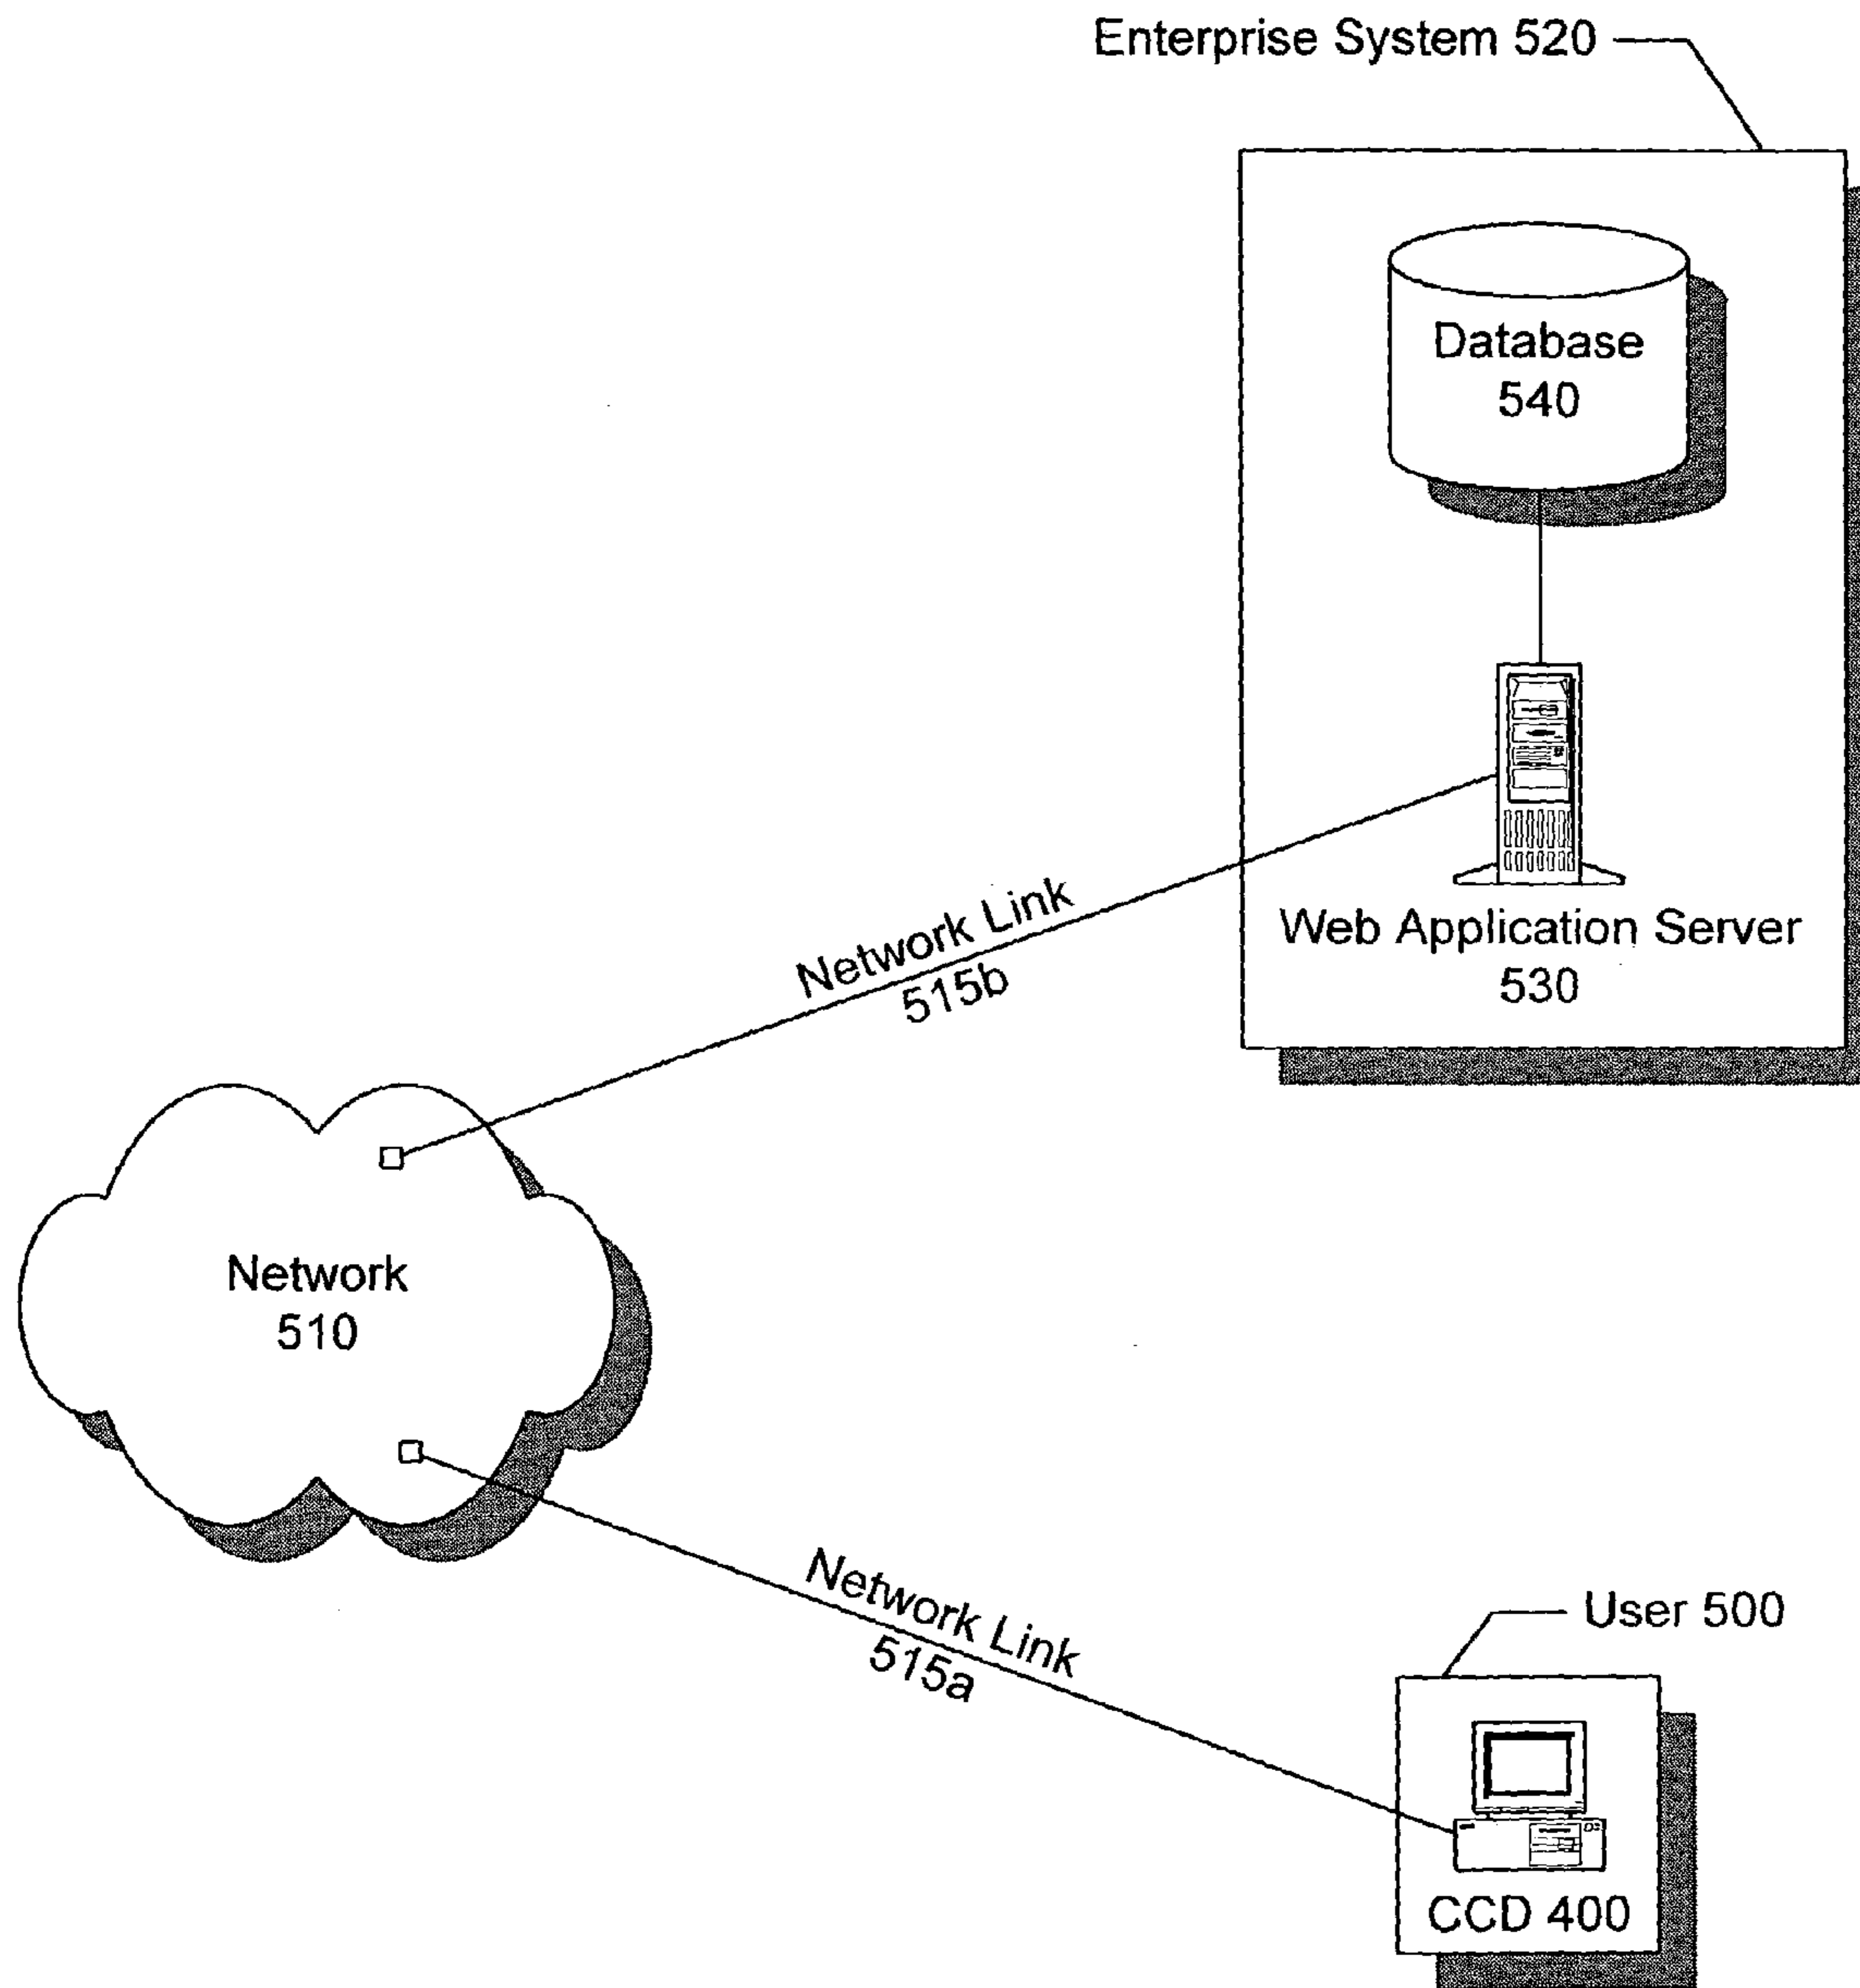 Enterprise System 520
Database
540
Web Application Server
530
Network Link
515b
Network
510
Network Link
515a
User 500
CCD 400